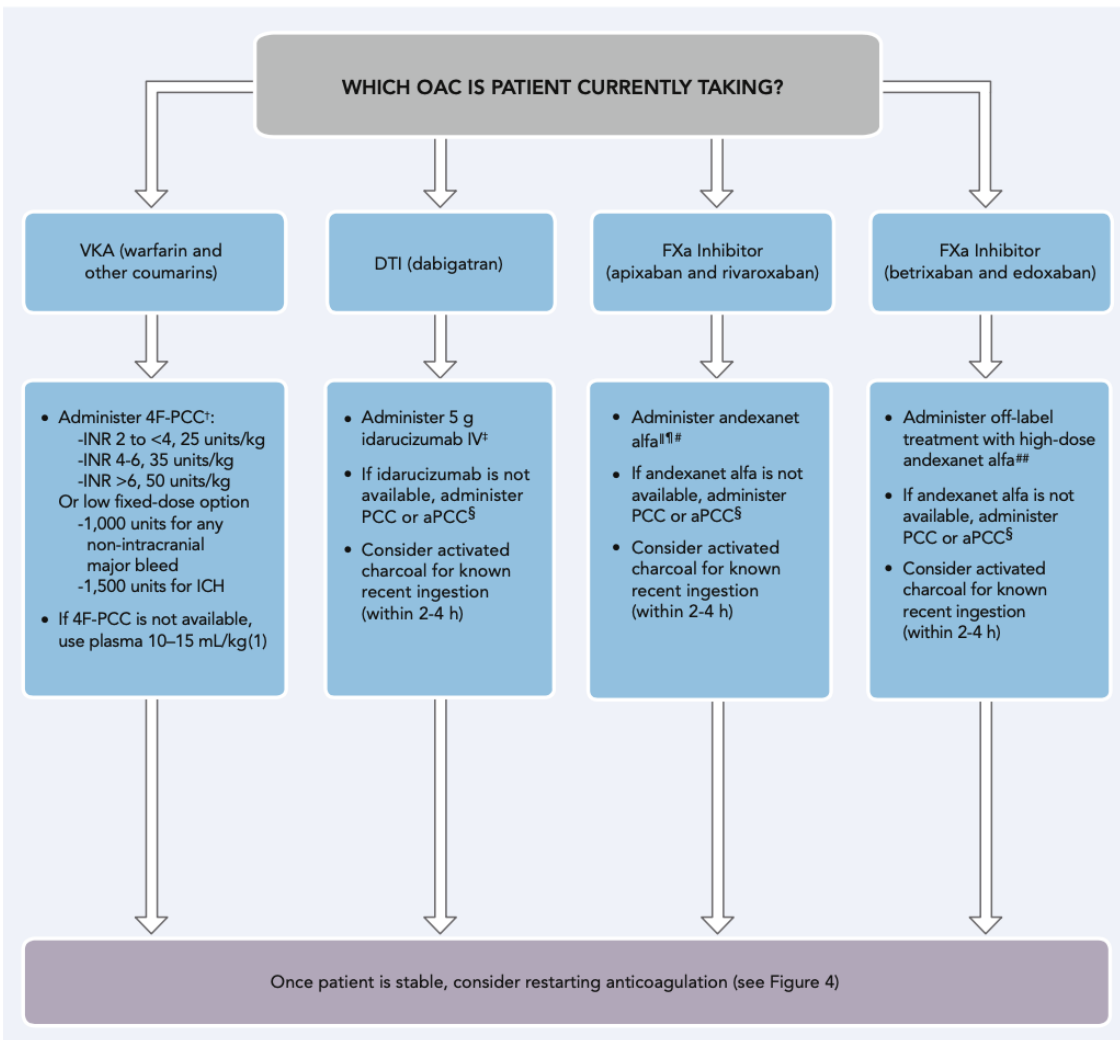 WHICH OAC IS PATIENT CURRENTLY TAKING?
VKA (warfarin and
other coumarins)
DTI (dabigatran)
FXa Inhibitor
(apixaban and rivaroxaban)
FXa Inhibitor
(betrixaban and edoxaban)
• Administer 4F-PCC†:
-INR 2 to <4, 25 units/kg
-INR 4-6, 35 units/kg
-INR >6, 50 units/kg
Or low fixed-dose option
-1,000 units for any
non-intracranial
major bleed
-1,500 units for ICH
• If 4F-PCC is not available,
use plasma 10–15 mL/kg(1)
• Administer 5 g
idarucizumab IV‡
• If idarucizumab is not
available, administer
PCC or aPCC§
• Consider activated
charcoal for known
recent ingestion
(within 2-4 h)
• Administer andexanet
alfa‖¶#
• If andexanet alfa is not
available, administer
PCC or aPCC§
• Consider activated
charcoal for known
recent ingestion
(within 2-4 h)
• Administer off-label
treatment with high-dose
andexanet alfa##
• If andexanet alfa is not
available, administer
PCC or aPCC§
• Consider activated
charcoal for known
recent ingestion
(within 2-4 h)
Once patient is stable, consider restarting anticoagulation (see Figure 4)